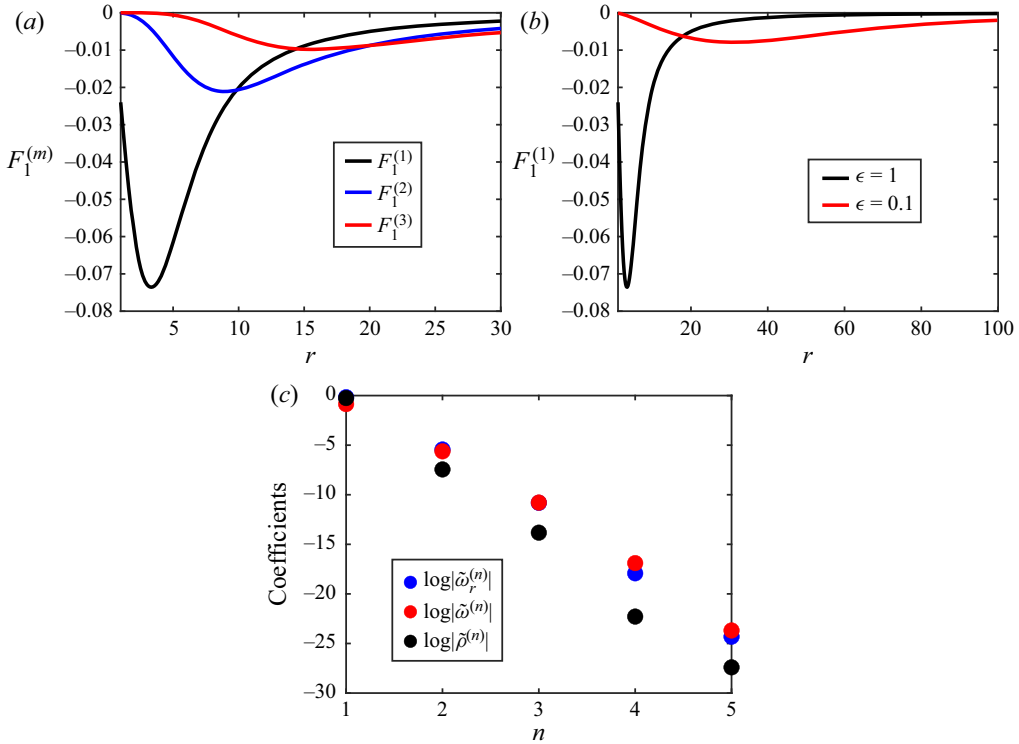 (a)
0
–0.01
–0.02
–0.03
–0.04
–0.05
–0.06
–0.07
–0.08
F₁⁽ᵐ⁾
F₁⁽¹⁾
F₁⁽²⁾
F₁⁽³⁾
5 10 15 20 25 30
r
(b)
0
–0.01
–0.02
–0.03
–0.04
–0.05
–0.06
–0.07
–0.08
F₁⁽¹⁾
ϵ = 1
ϵ = 0.1
20 40 60 80 100
r
(c)
0
–5
–10
–15
–20
–25
–30
Coefficients
log|ω̃ᵣ⁽ⁿ⁾|
log|ω̃⁽ⁿ⁾|
log|ρ̃⁽ⁿ⁾|
1 2 3 4 5
n